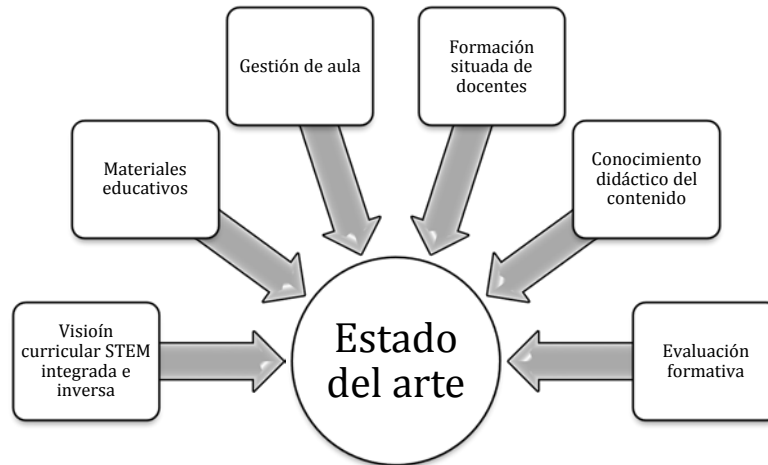 Gestión de aula
Formación
situada de
docentes
Materiales
educativos
Conocimiento
didáctico del
contenido
Visioín
curricular STEM
integrada e
inversa
Estado
del arte
Evaluación
formativa